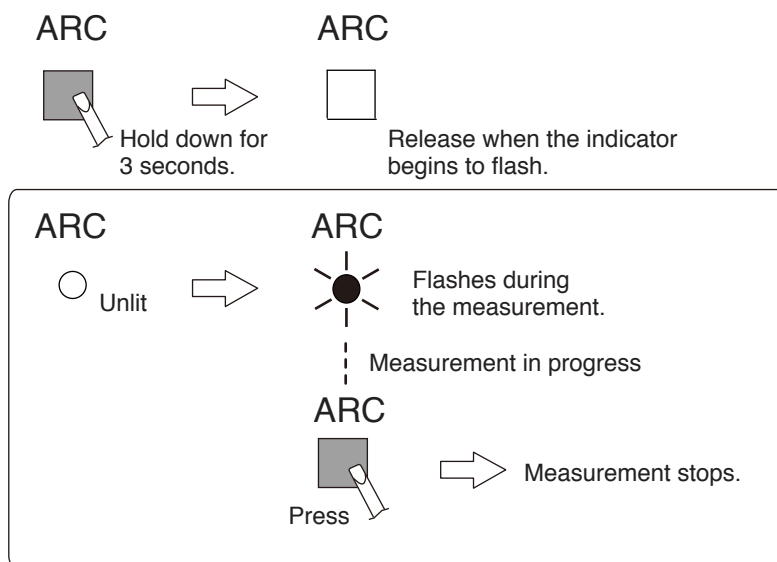 ARC
ARC
Hold down for
3 seconds.
Release when the indicator
begins to flash.
ARC
ARC
Unlit
Flashes during
the measurement.
Measurement in progress
ARC
Measurement stops.
Press